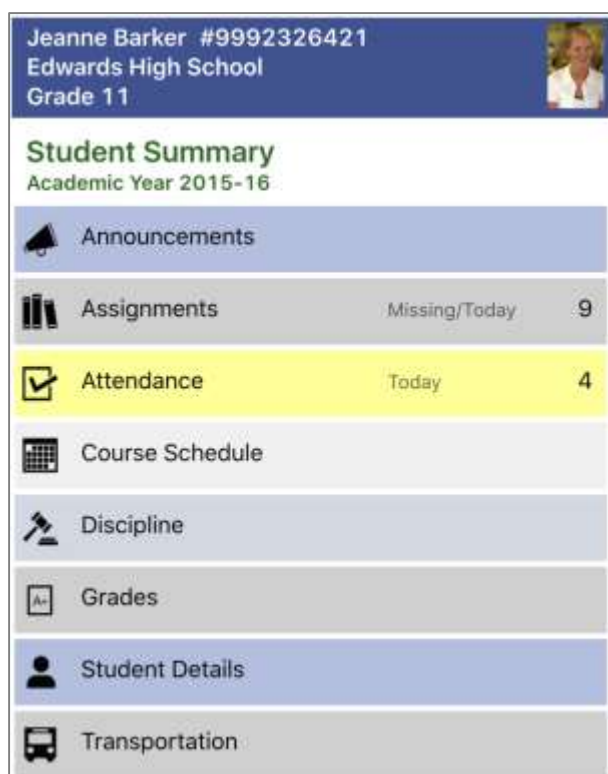 Jeanne Barker #9992326421
Edwards High School
Grade 11
Student Summary
Academic Year 2015-16
Announcements
Assignments Missing/Today 9
Attendance Today 4
Course Schedule
Discipline
A+ Grades
Student Details
Transportation